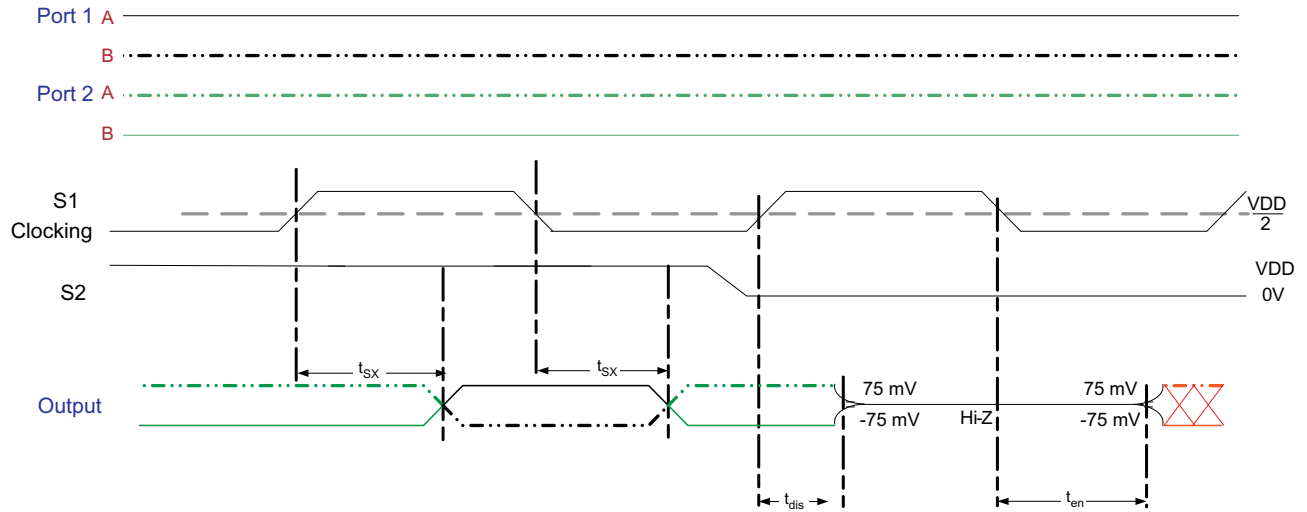 Port 1 A
B
Port 2 A
B
S1
Clocking
VDD
2
S2
VDD
0V
tSX
tSX
Output
75 mV
-75 mV
Hi-Z
75 mV
-75 mV
tdis
ten